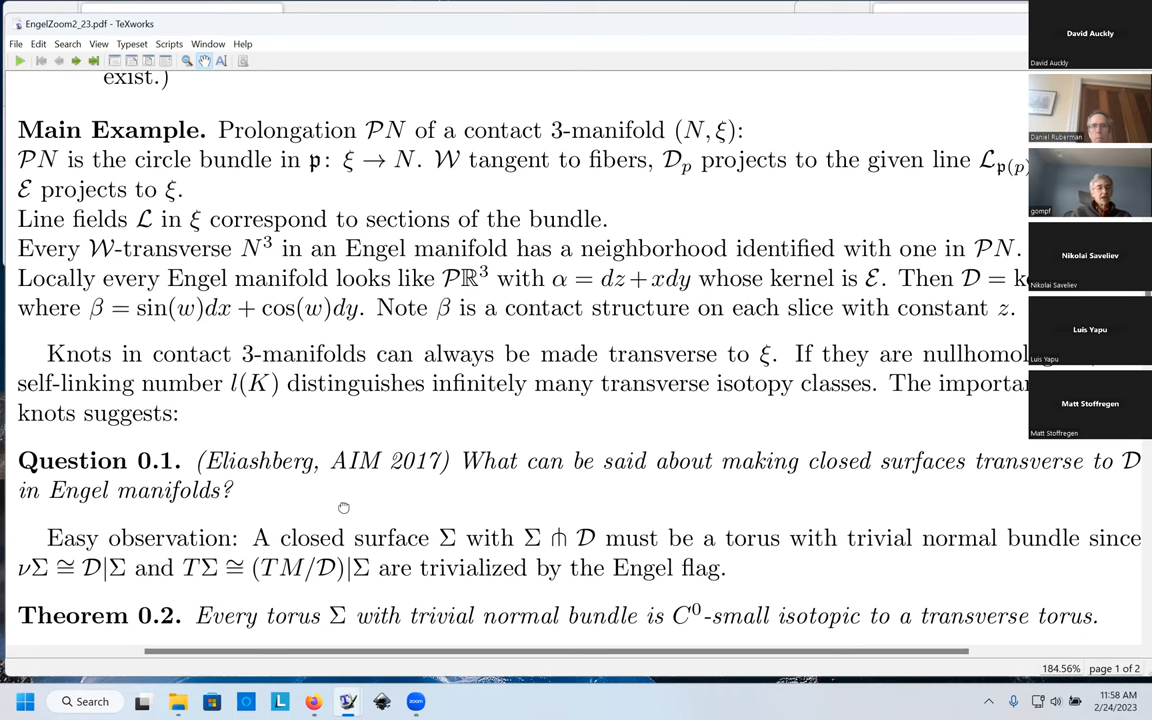 EngelZoom2_23.pdf - TeXworks
File Edit Search View Typeset Scripts Window Help
exist.)
Main Example. Prolongation 𝒫N of a contact 3-manifold (N, ξ):
𝒫N is the circle bundle in 𝖕: ξ → N. 𝒲 tangent to fibers, 𝒟ₚ projects to the given line ℒ𝖕(p)
ℰ projects to ξ.
Line fields ℒ in ξ correspond to sections of the bundle.
Every 𝒲-transverse N³ in an Engel manifold has a neighborhood identified with one in 𝒫N.
Locally every Engel manifold looks like 𝒫ℝ³ with α = dz + xdy whose kernel is ℰ. Then 𝒟 =
where β = sin(w)dx + cos(w)dy. Note β is a contact structure on each slice with constant z.
Knots in contact 3-manifolds can always be made transverse to ξ. If they are
self-linking number l(K) distinguishes infinitely many transverse isotopy classes. The
knots suggests:
Question 0.1. (Eliashberg, AIM 2017) What can be said about making closed surfaces transverse to 𝒟
in Engel manifolds?
Easy observation: A closed surface Σ with Σ ⋔ 𝒟 must be a torus with trivial normal bundle since
νΣ ≅ 𝒟|Σ and TΣ ≅ (TM/𝒟)|Σ are trivialized by the Engel flag.
Theorem 0.2. Every torus Σ with trivial normal bundle is C⁰-small isotopic to a transverse torus.
184.56% page 1 of 2
David Auckly
David Auckly
Daniel Ruberman
gompf
Nikolai Saveliev
Nikolai Saveliev
Luis Yapu
Luis Yapu
Matt Stoffregen
Matt Stoffregen
Search
zoom
11:58 AM
2/24/2023